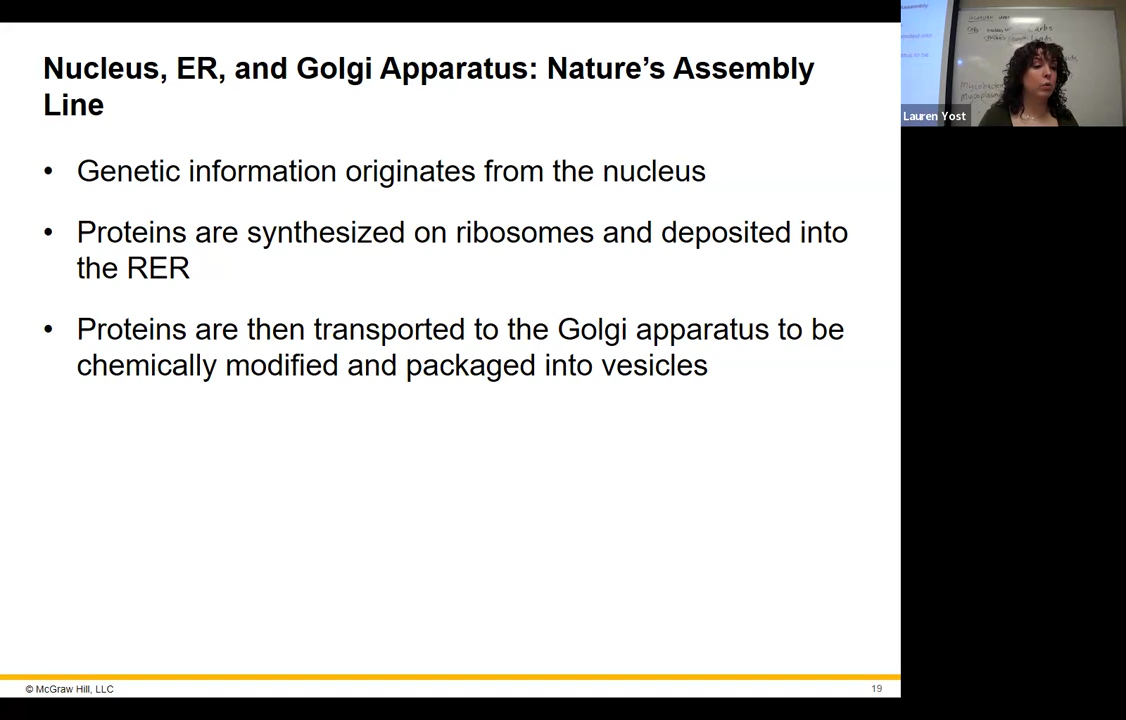 Nucleus, ER, and Golgi Apparatus: Nature's Assembly
Line
• Genetic information originates from the nucleus
• Proteins are synthesized on ribosomes and deposited into
the RER
• Proteins are then transported to the Golgi apparatus to be
chemically modified and packaged into vesicles
© McGraw Hill, LLC
19
Assembly
Carbs
Lauren Yost